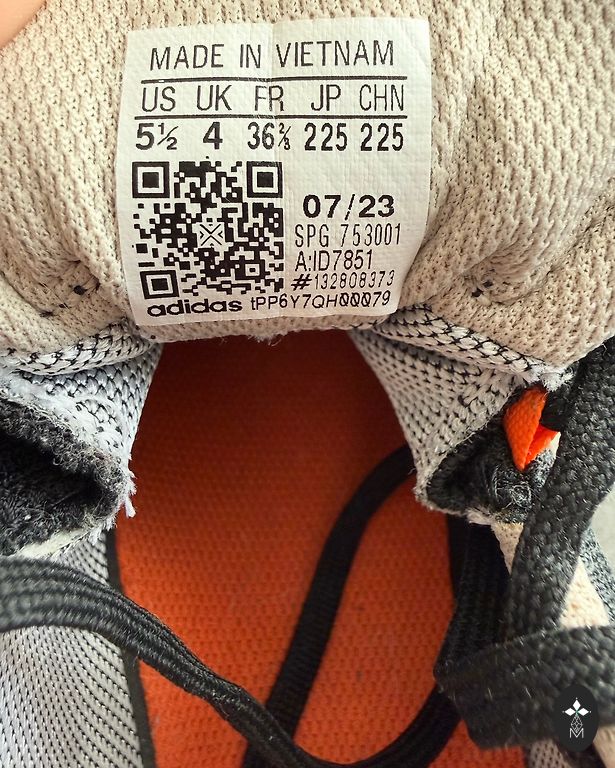 MADE IN VIETNAM
US UK FR JP CHN
5½ 4 36⅔ 225 225
07/23
SPG 753001
A:ID7851
#132808373
adidas tPP6Y7QH00079
M